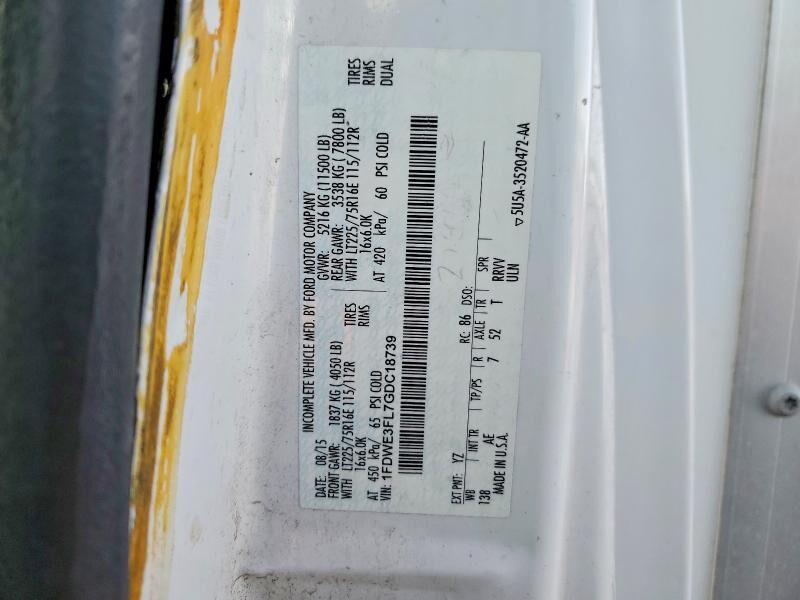 INCOMPLETE VEHICLE MFD. BY FORD MOTOR COMPANY
DATE: 08/15 GVWR: 5216 KG (11500 LB)
FRONT GAWR: 1837 KG ( 4050 LB) REAR GAWR: 3538 KG ( 7800 LB)
WITH LT225/75R16E 115/112R TIRES WITH LT225/75R16E 115/112R TIRES
16x6.0K RIMS 16x6.0K RIMS
AT 450 kPa/ 65 PSI COLD AT 420 kPa/ 60 PSI COLD DUAL
VIN: 1FDWE3FL7GDC18739
EXT PNT: YZ RC: 86 DSO:
WB INT TR TP/PS R AXLE TR SPR
138 AE 7 52 T RRVV
MADE IN U.S.A. ULN
▽ 5U5A-3520472-AA